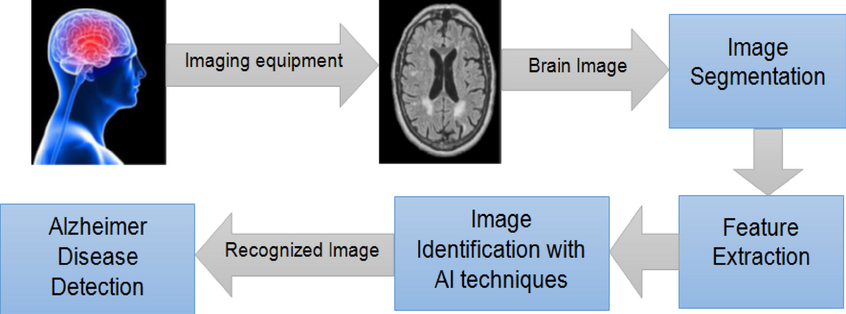 Imaging equipment
Brain Image
Image
Segmentation
Feature
Extraction
Image
Identification with
AI techniques
Recognized Image
Alzheimer
Disease
Detection